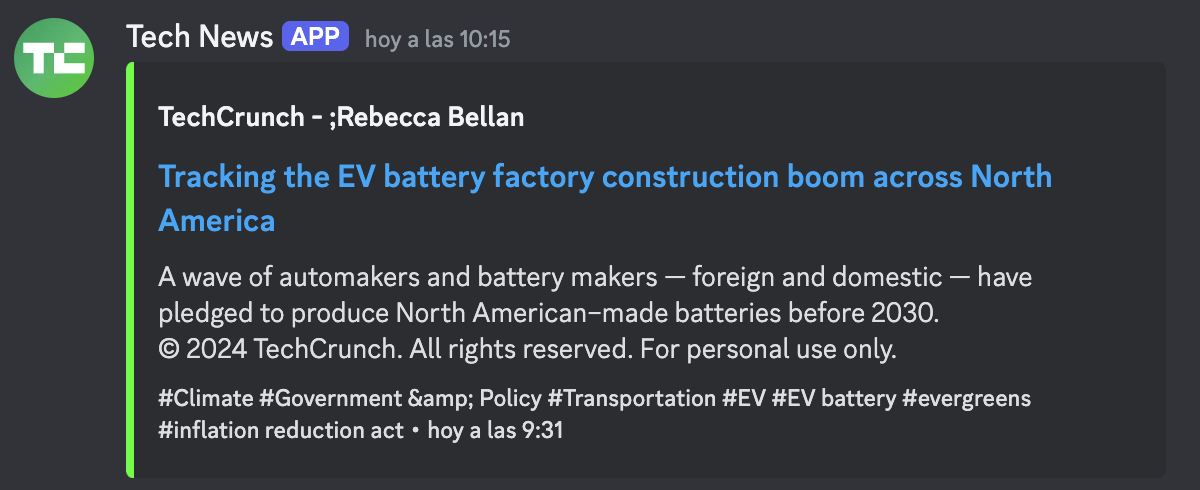 TC
Tech News APP hoy a las 10:15
TechCrunch - ;Rebecca Bellan
Tracking the EV battery factory construction boom across North
America
A wave of automakers and battery makers — foreign and domestic — have
pledged to produce North American–made batteries before 2030.
© 2024 TechCrunch. All rights reserved. For personal use only.
#Climate #Government &amp; Policy #Transportation #EV #EV battery #evergreens
#inflation reduction act • hoy a las 9:31